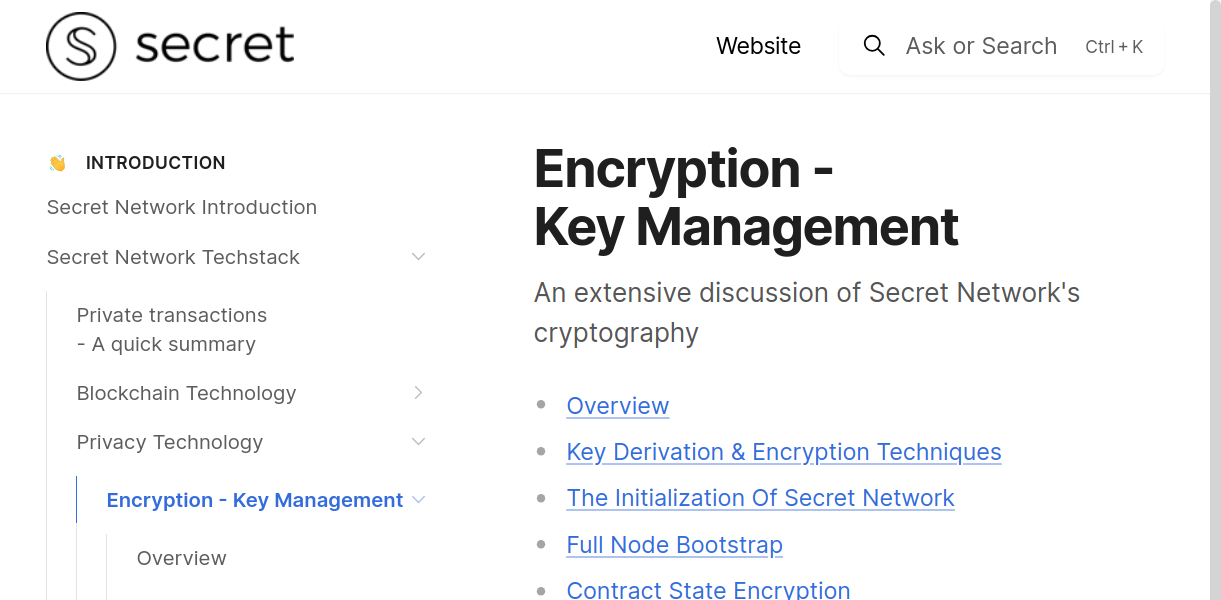 secret
Website
Ask or Search
Ctrl + K
INTRODUCTION
Secret Network Introduction
Secret Network Techstack
Private transactions
- A quick summary
Blockchain Technology
Privacy Technology
Encryption - Key Management
Overview
Encryption -
Key Management
An extensive discussion of Secret Network's
cryptography
Overview
Key Derivation & Encryption Techniques
The Initialization Of Secret Network
Full Node Bootstrap
Contract State Encryption